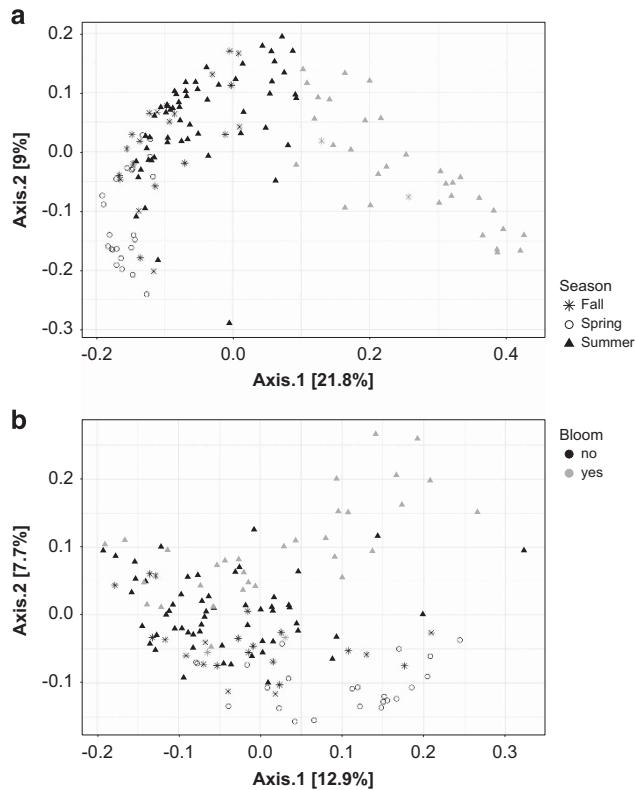 a
0.2
0.1
0.0
-0.1
-0.2
-0.3
Axis.2 [9%]
-0.2 0.0 0.2 0.4
Axis.1 [21.8%]
Season
Fall
Spring
Summer
b
Bloom
no
yes
0.2
0.1
0.0
-0.1
Axis.2 [7.7%]
-0.2 -0.1 0.0 0.1 0.2 0.3
Axis.1 [12.9%]